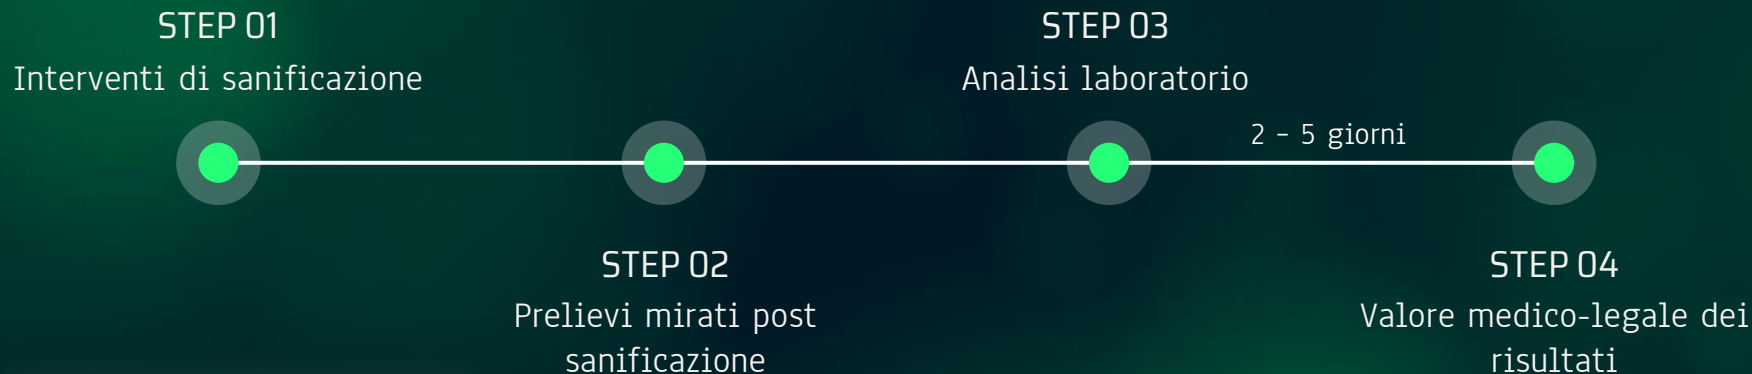 STEP 01
Interventi di sanificazione
STEP 02
Prelievi mirati post
sanificazione
STEP 03
Analisi laboratorio
2 – 5 giorni
STEP 04
Valore medico-legale dei
risultati